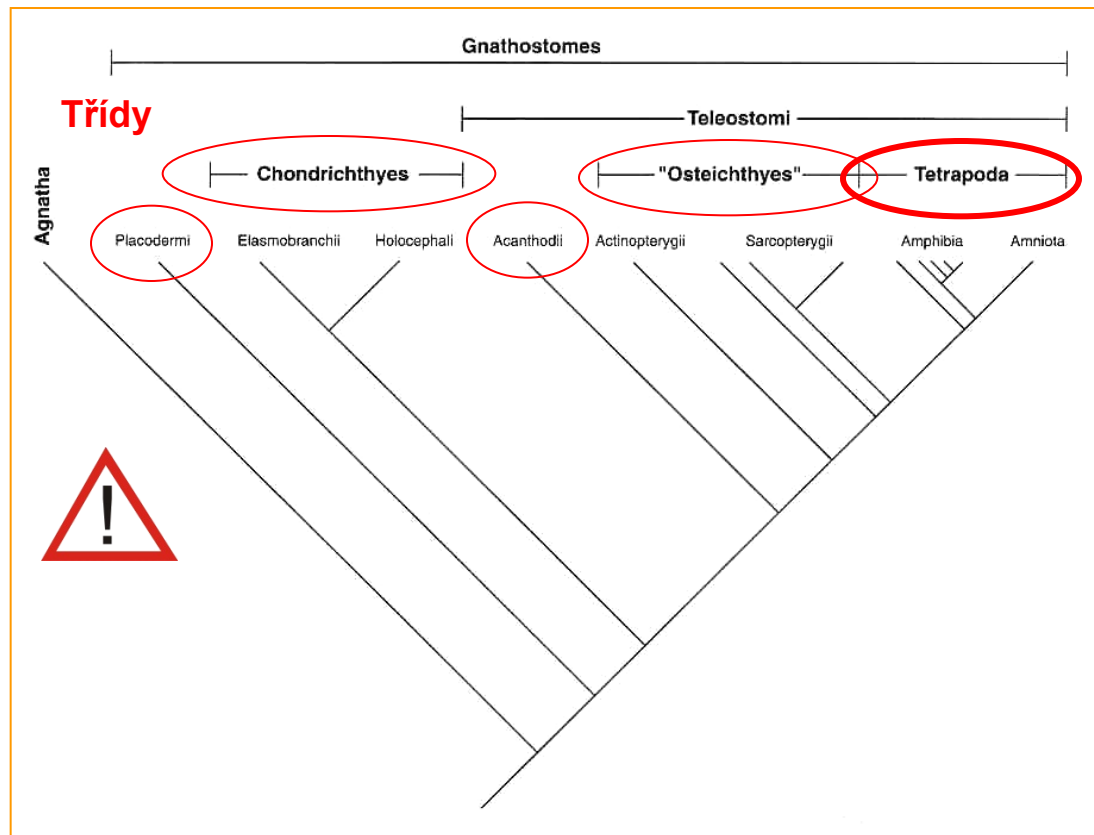 Gnathostomes
Třídy
Teleostomi
Chondrichthyes
"Osteichthyes"
Tetrapoda
Agnatha
Placodermi
Elasmobranchii
Holocephali
Acanthodii
Actinopterygii
Sarcopterygii
Amphibia
Amniota
!